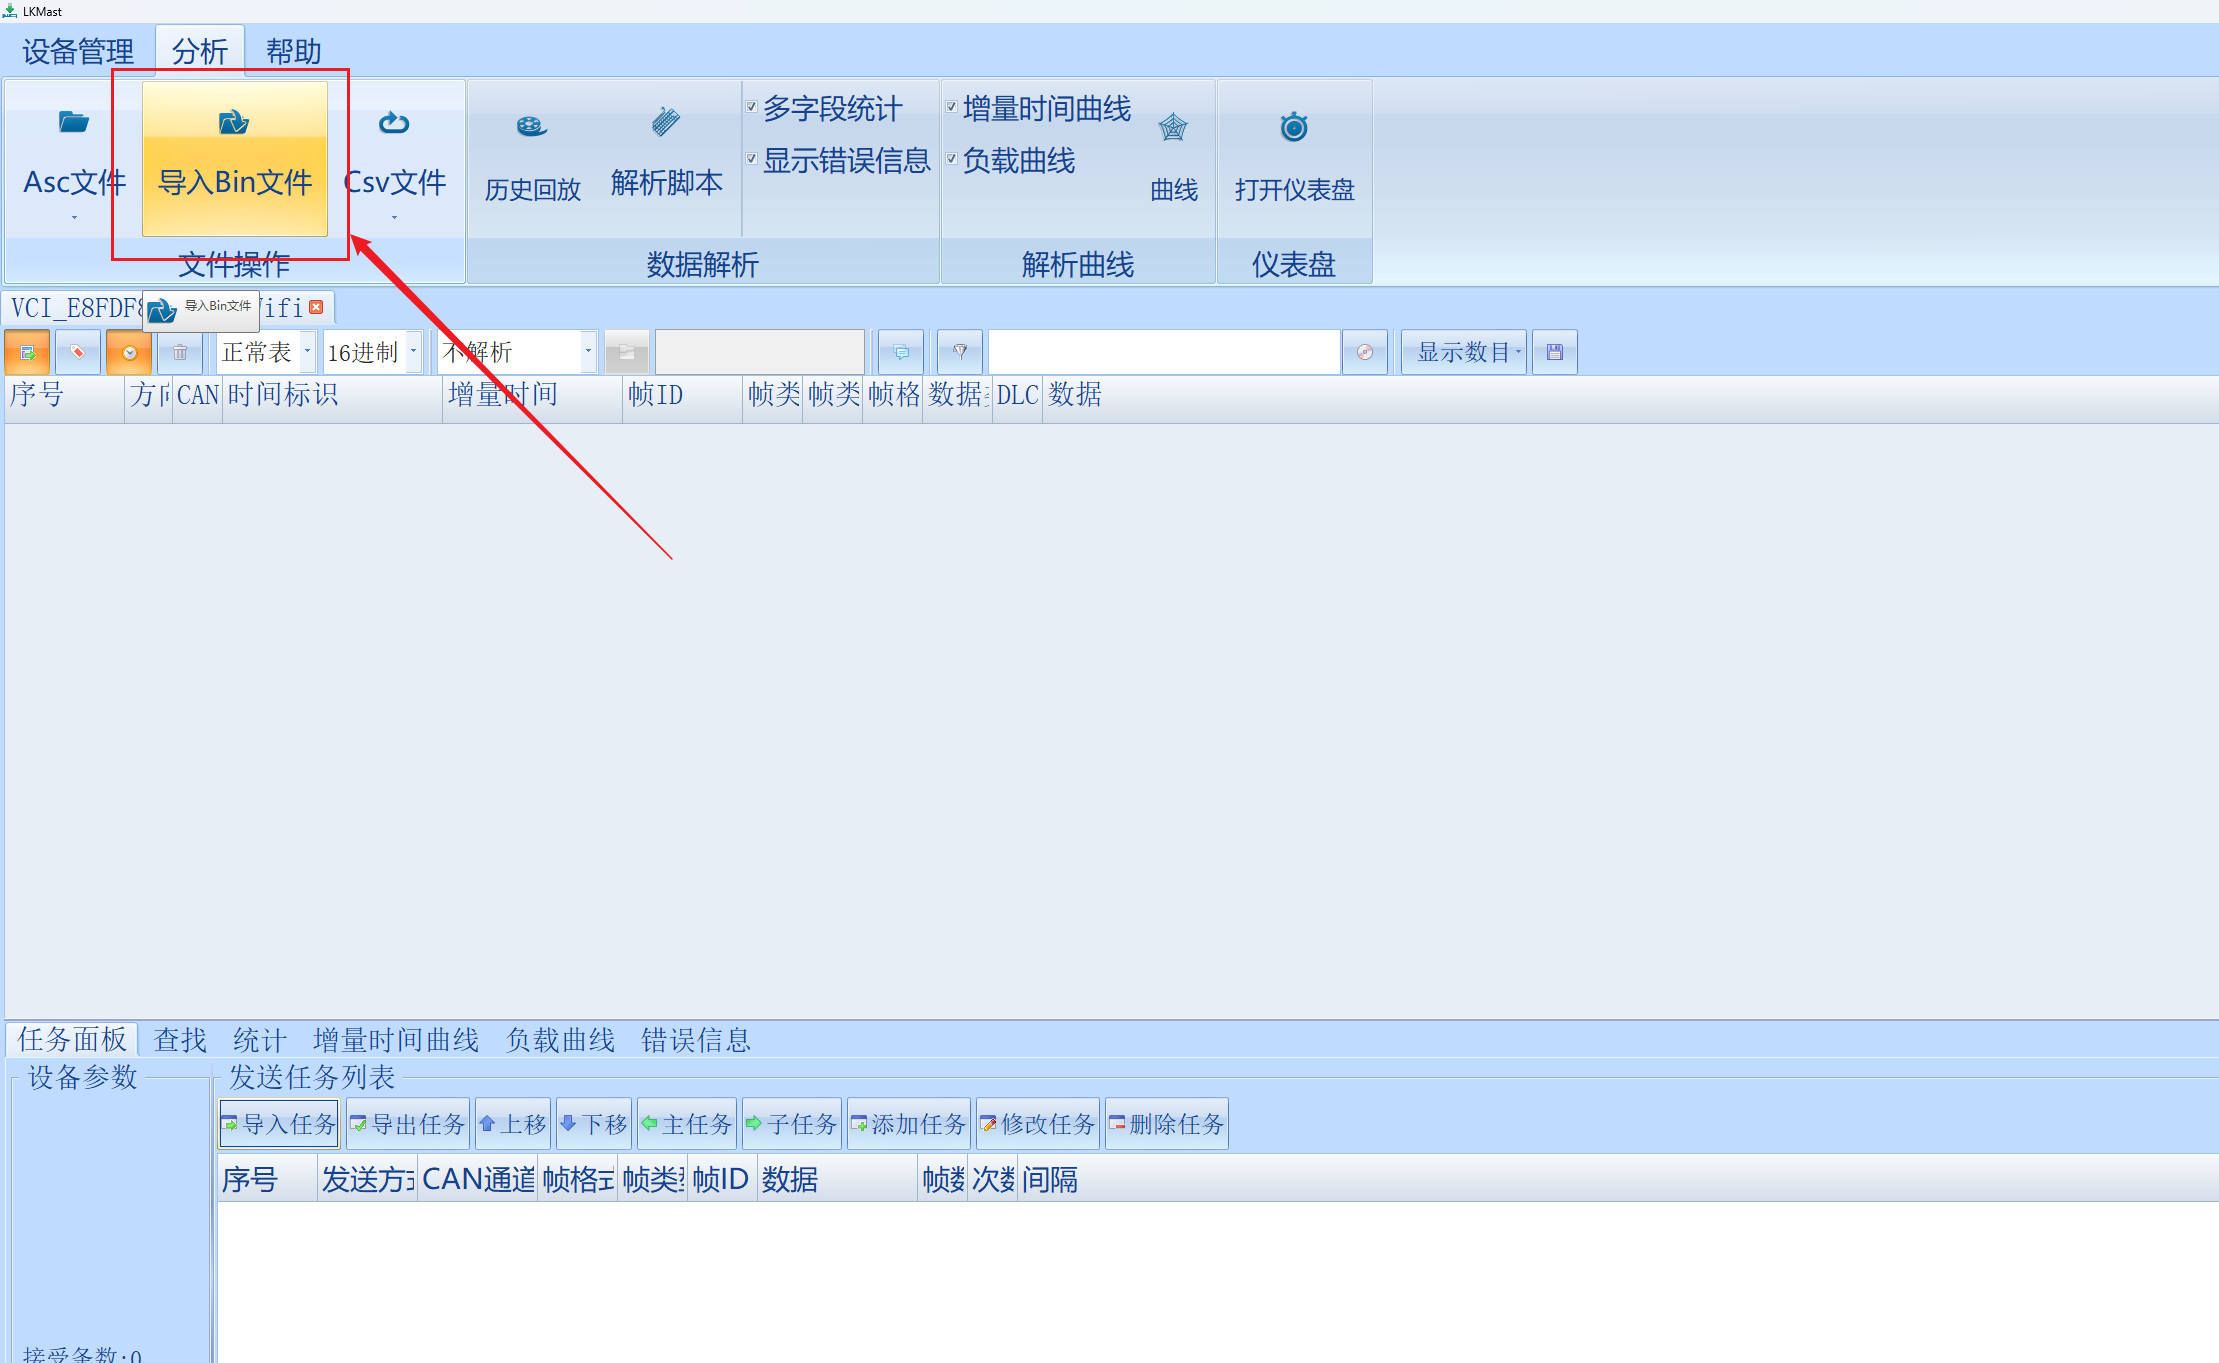 LKMast
设备管理 分析 帮助
Asc文件 导入Bin文件 Csv文件 历史回放 解析脚本 多字段统计 增量时间曲线 曲线 打开仪表盘
显示错误信息 负载曲线
文件操作 数据解析 解析曲线 仪表盘
VCI_E8FDF8 ifi
导入Bin文件
正常表 16进制 不解析 显示数目
序号 方向 CAN 时间标识 增量时间 帧ID 帧类 帧类 帧格 数据 DLC 数据
任务面板 查找 统计 增量时间曲线 负载曲线 错误信息
设备参数 发送任务列表
导入任务 导出任务 上移 下移 主任务 子任务 添加任务 修改任务 删除任务
序号 发送方式 CAN通道 帧格式 帧类型 帧ID 数据 帧数 次数 间隔
接受条数:0